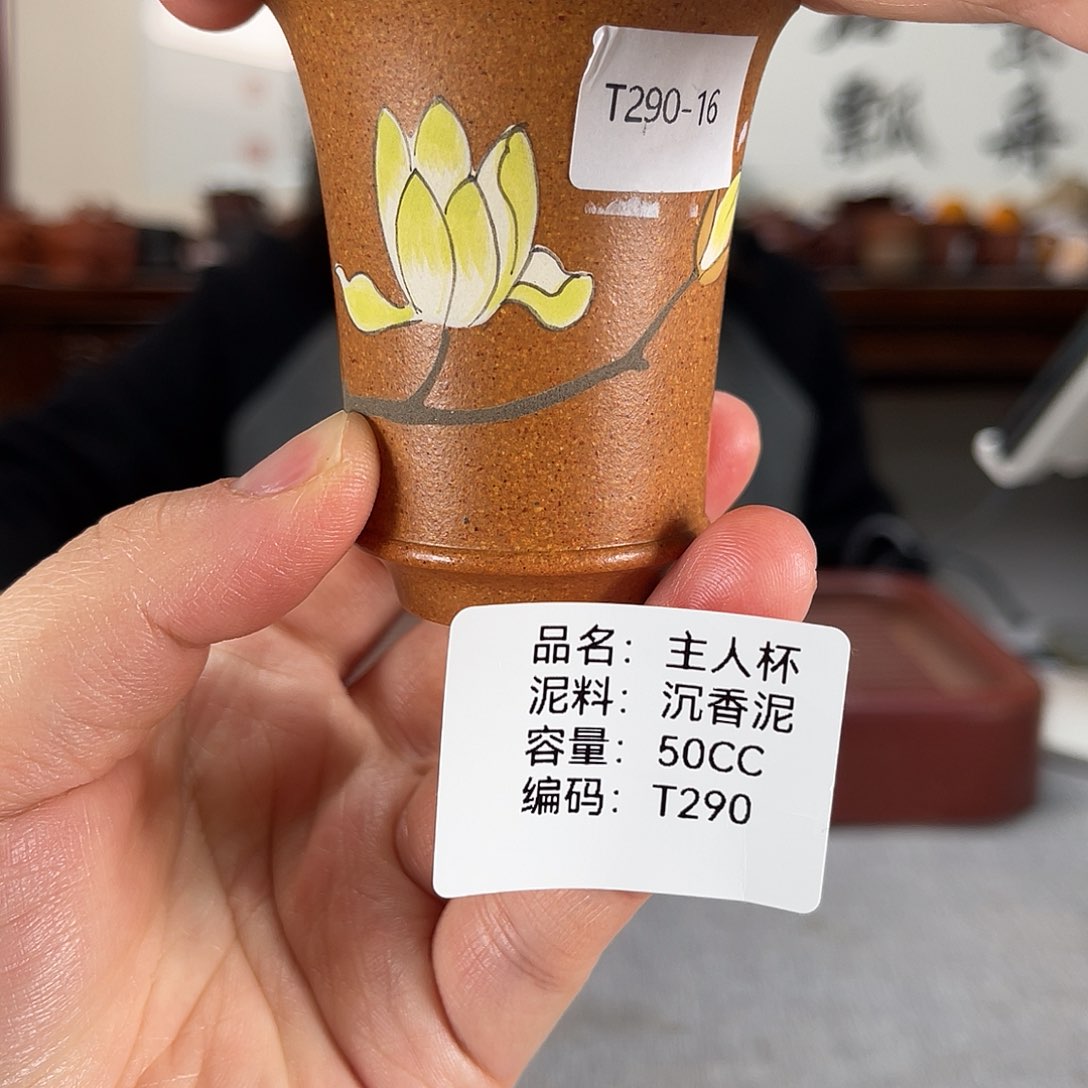 T290-16
品名: 主人杯
泥料: 沉香泥
容量: 50CC
编码: T290